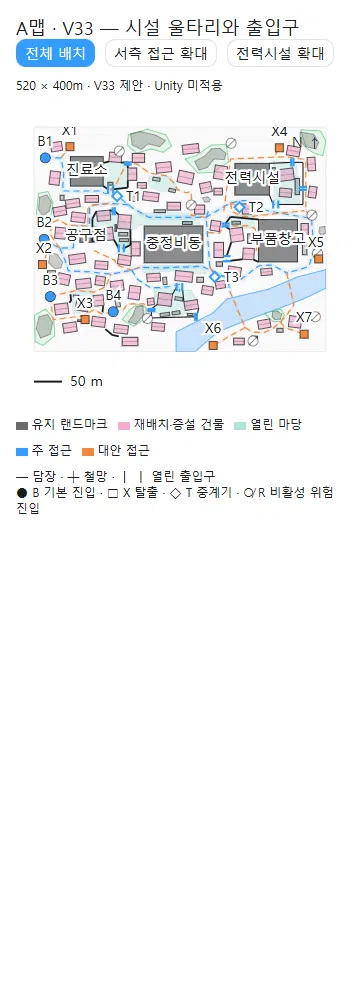 A맵 · V33 — 시설 울타리와 출입구
전체 배치 서측 접근 확대 전력시설 확대
520 × 400m · V33 제안 · Unity 미적용
X1 X4
B1 N ↑
진료소 전력시설
T1 T2
B2 공구점 중정비동 부품창고 X5
X2
B3 T3
X3 B4
X6 X7
50 m
유지 랜드마크 재배치·증설 건물 열린 마당
주 접근 대안 접근
— 담장 · ┼ 철망 · | | 열린 출입구
● B 기본 진입 · □ X 탈출 · ◇ T 중계기 · ⊘/R 비활성 위험
진입